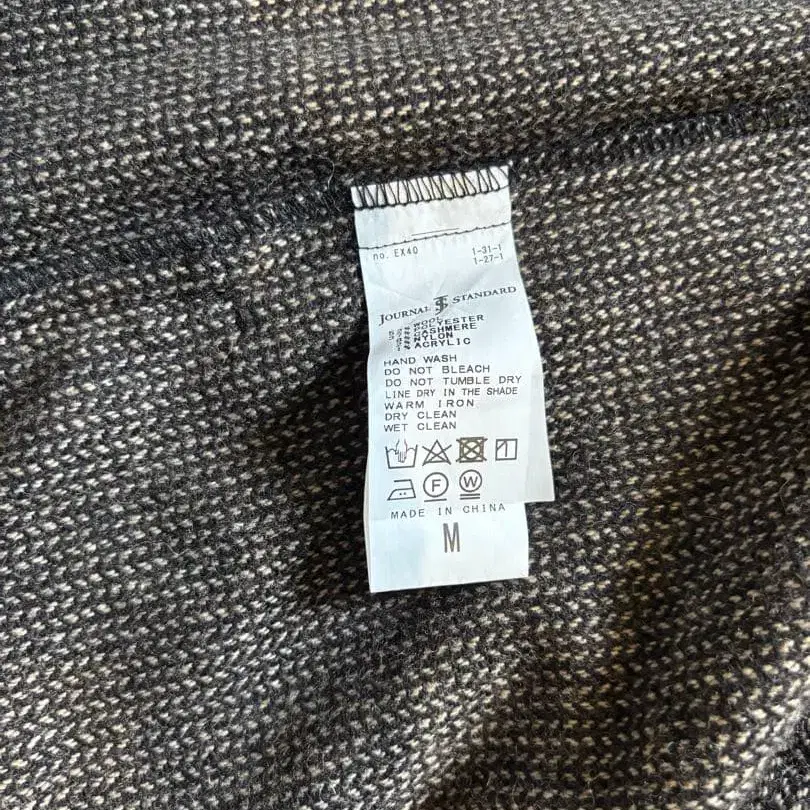 no. EX40
1-31-1
1-27-1
JOURNAL STANDARD
WOOL
POLYESTER
CASHMERE
NYLON
ACRYLIC
HAND WASH
DO NOT BLEACH
DO NOT TUMBLE DRY
LINE DRY IN THE SHADE
WARM IRON
DRY CLEAN
WET CLEAN
F W
MADE IN CHINA
M